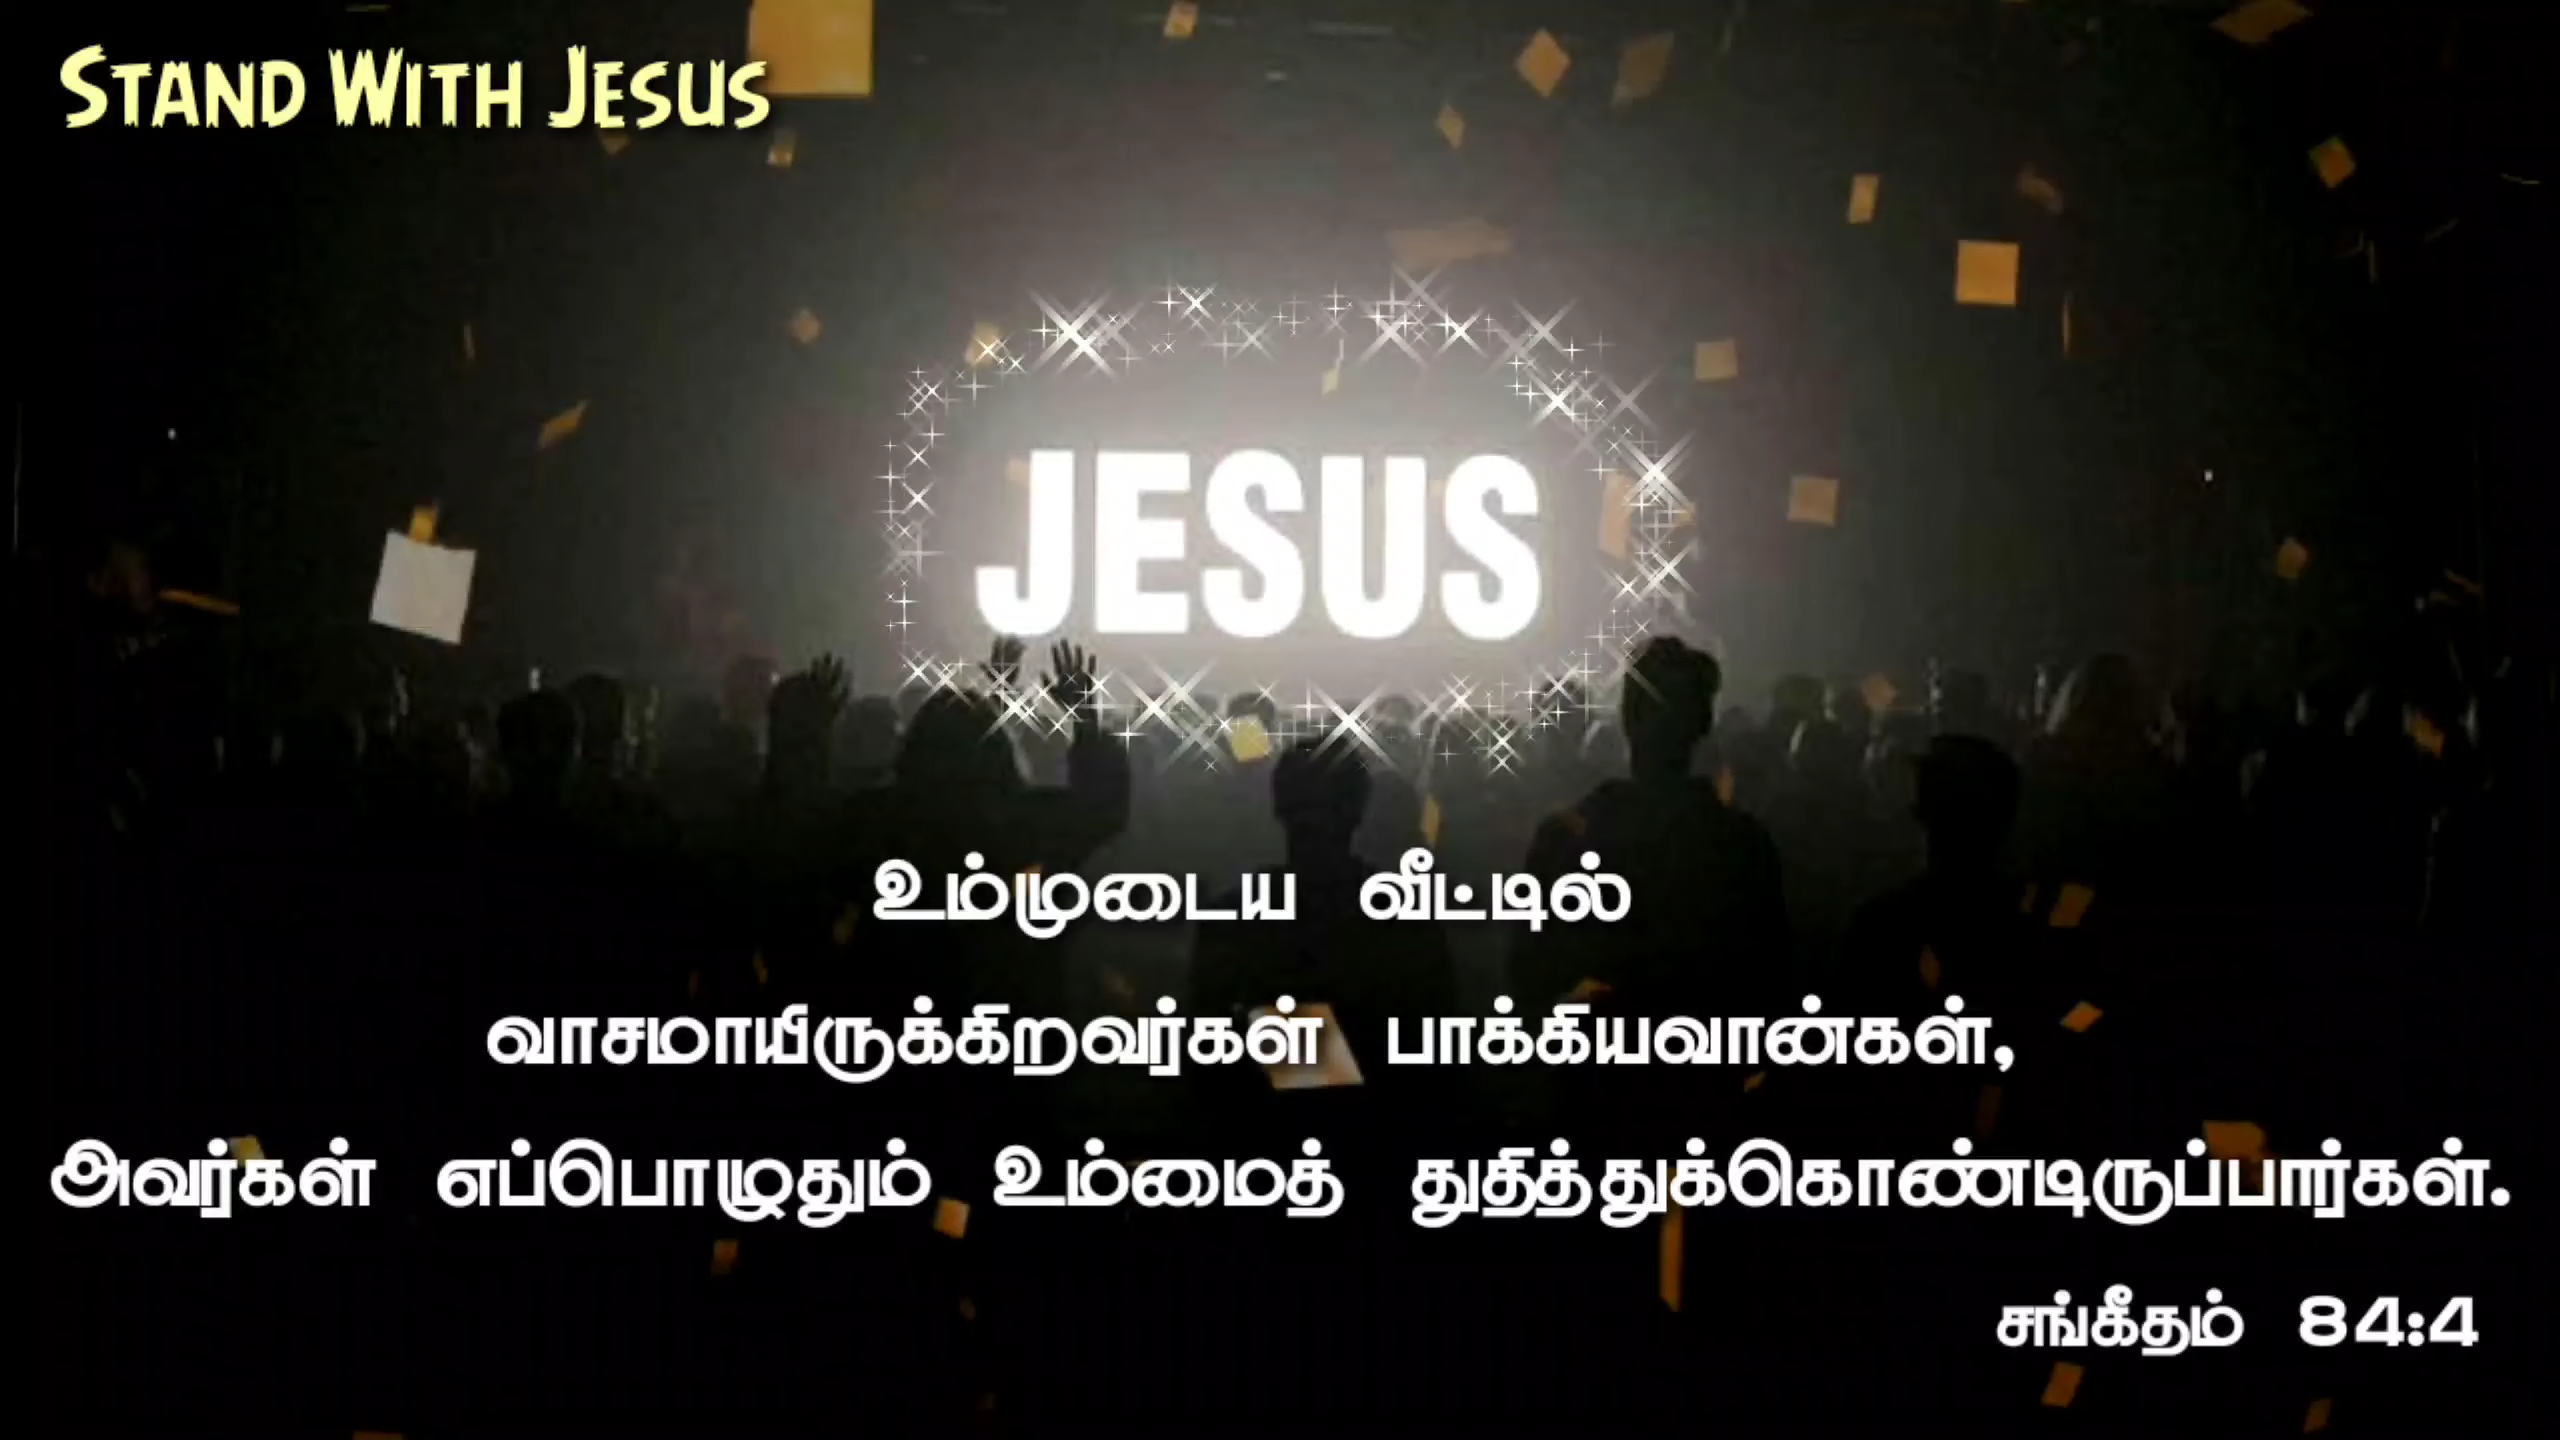 STAND WITH JESUS
JESUS
உம்முடைய வீட்டில்
வாசமாயிருக்கிறவர்கள் பாக்கியவான்கள்,
அவர்கள் எப்பொழுதும் உம்மைத் துதித்துக்கொண்டிருப்பார்கள்.
சங்கீதம் 84:4